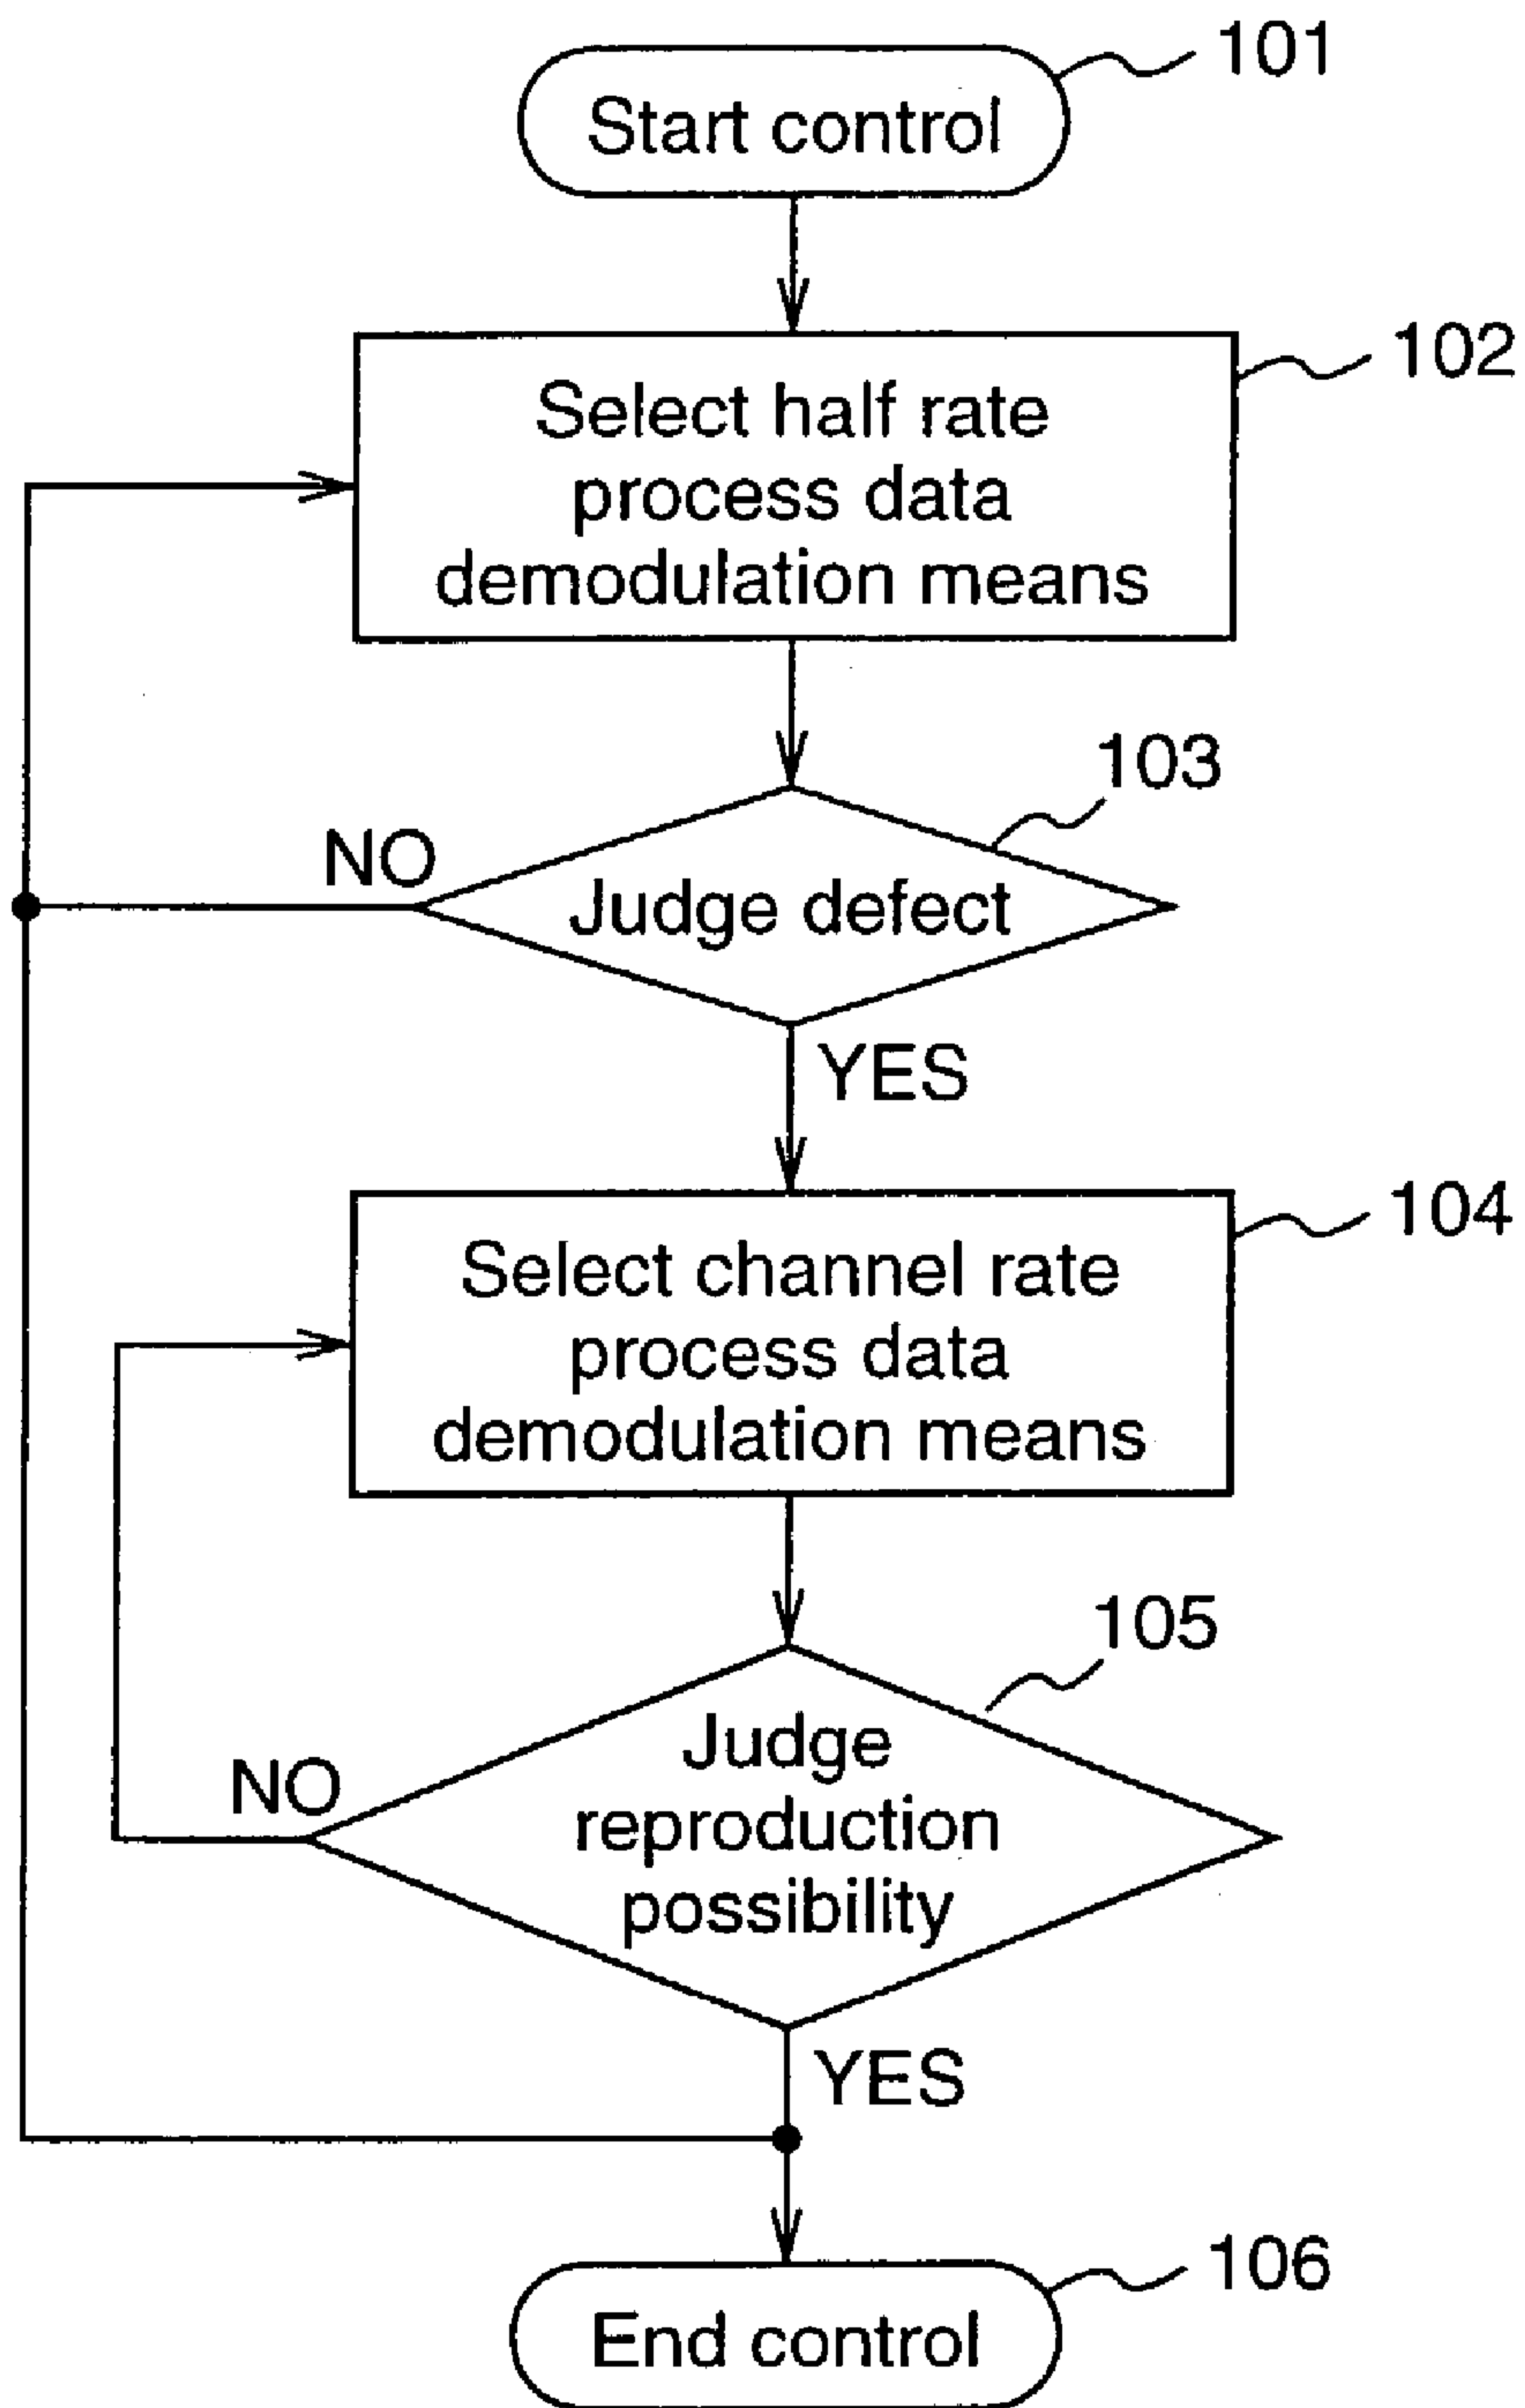 101
Start control
102
Select half rate
process data
demodulation means
103
NO
Judge defect
YES
104
Select channel rate
process data
demodulation means
105
Judge
NO
reproduction
possibility
YES
106
End control